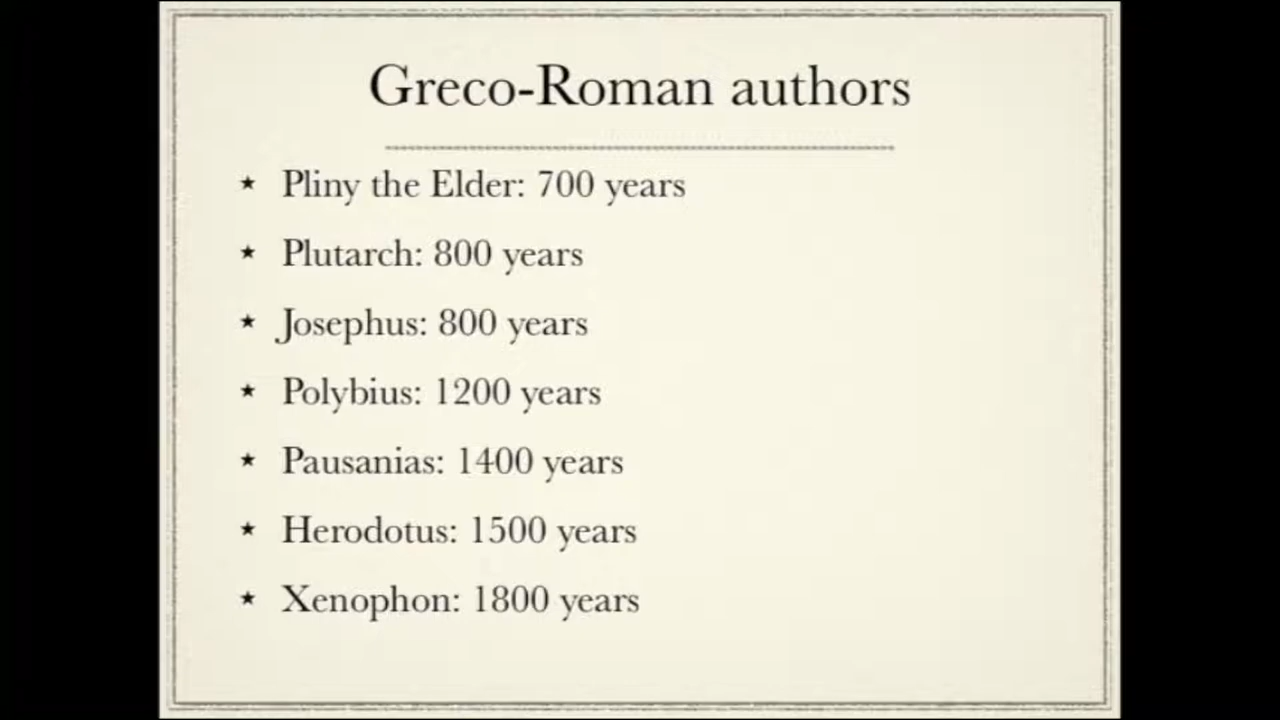 Greco-Roman authors
★ Pliny the Elder: 700 years
★ Plutarch: 800 years
★ Josephus: 800 years
★ Polybius: 1200 years
★ Pausanias: 1400 years
★ Herodotus: 1500 years
★ Xenophon: 1800 years